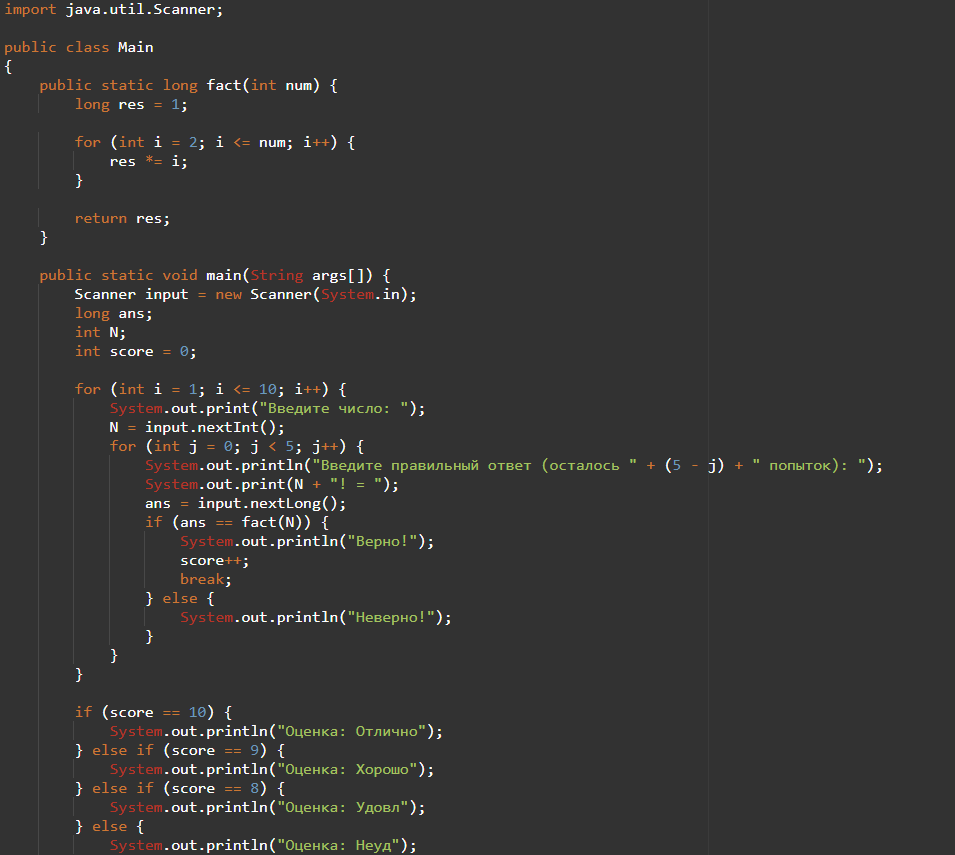 import java.util.Scanner;
public class Main
{
    public static long fact(int num) {
        long res = 1;
        for (int i = 2; i <= num; i++) {
            res *= i;
        }
        return res;
    }
    public static void main(String args[]) {
        Scanner input = new Scanner(System.in);
        long ans;
        int N;
        int score = 0;
        for (int i = 1; i <= 10; i++) {
            System.out.print("Введите число: ");
            N = input.nextInt();
            for (int j = 0; j < 5; j++) {
                System.out.println("Введите правильный ответ (осталось " + (5 - j) + " попыток): ");
                System.out.print(N + "! = ");
                ans = input.nextLong();
                if (ans == fact(N)) {
                    System.out.println("Верно!");
                    score++;
                    break;
                } else {
                    System.out.println("Неверно!");
                }
            }
        }
        if (score == 10) {
            System.out.println("Оценка: Отлично");
        } else if (score == 9) {
            System.out.println("Оценка: Хорошо");
        } else if (score == 8) {
            System.out.println("Оценка: Удовл");
        } else {
            System.out.println("Оценка: Неуд");